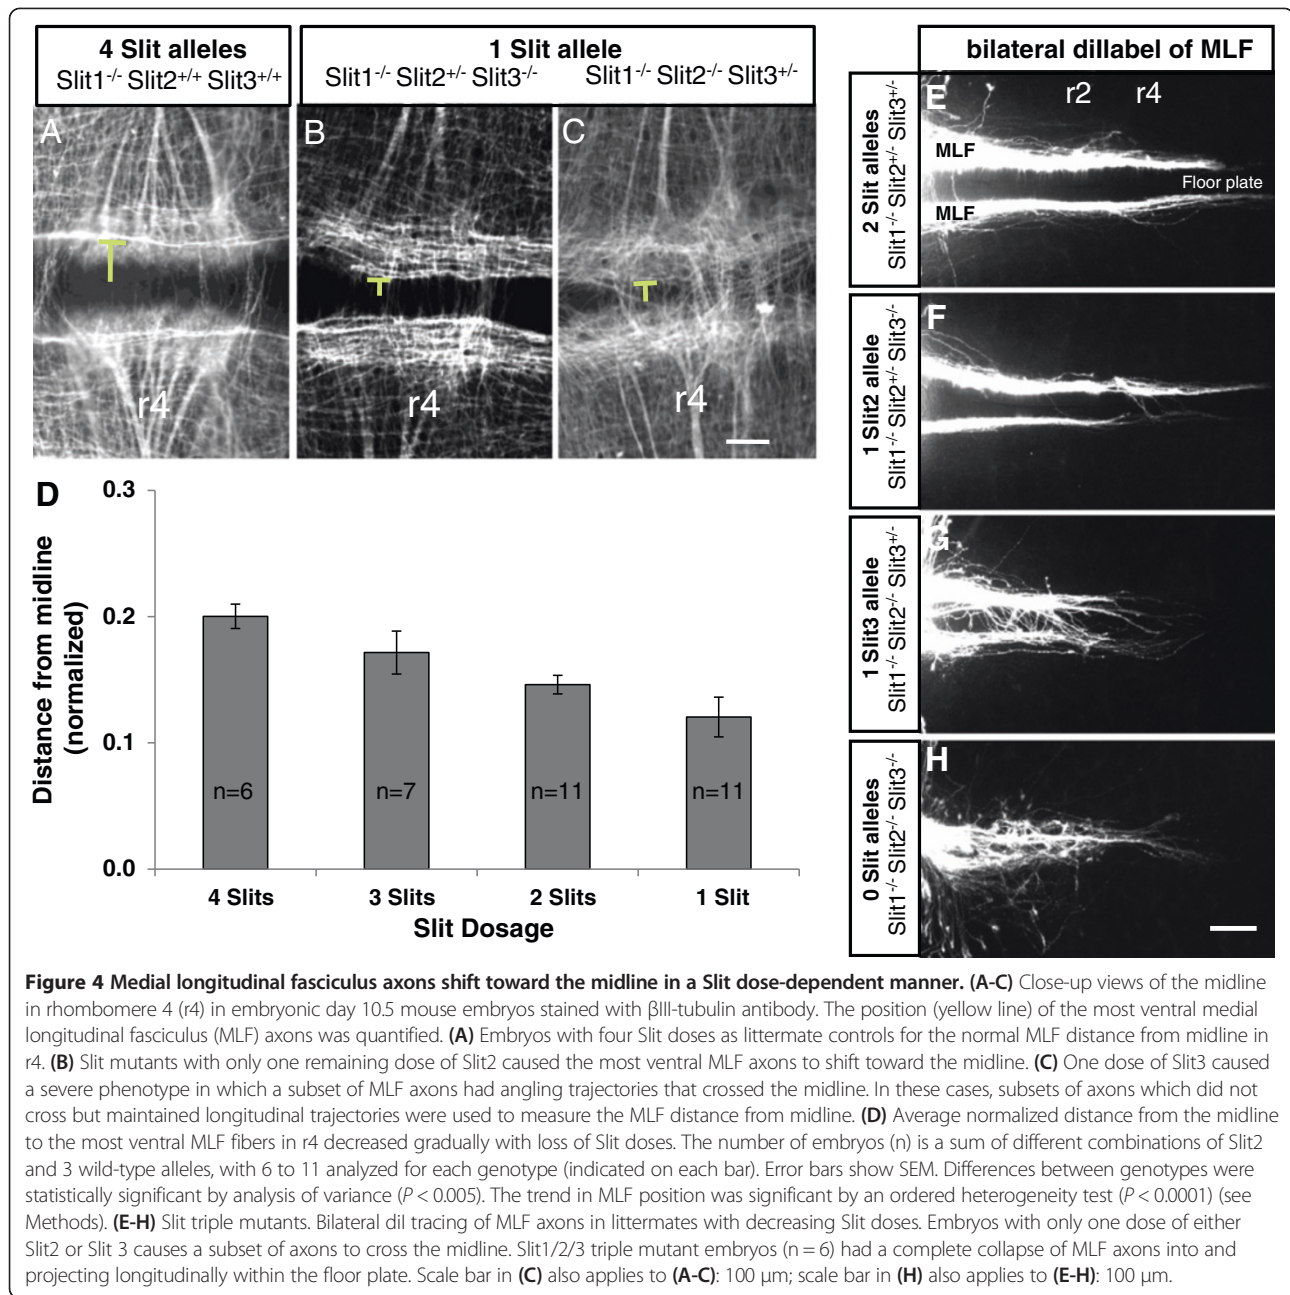 4 Slit alleles
Slit1-/- Slit2+/+ Slit3+/+
1 Slit allele
Slit1-/- Slit2+/- Slit3-/-
Slit1-/- Slit2-/- Slit3+/-
A
r4
B
r4
C
r4
D
Distance from midline
(normalized)
0.3
0.2
0.1
0.0
n=6
n=7
n=11
n=11
4 Slits
3 Slits
2 Slits
1 Slit
Slit Dosage
bilateral diIlabel of MLF
2 Slit alleles
Slit1-/- Slit2+/- Slit3+/-
E
r2
r4
MLF
MLF
Floor plate
1 Slit2 allele
Slit1-/- Slit2+/- Slit3-/-
F
1 Slit3 allele
Slit1-/- Slit2-/- Slit3+/-
G
0 Slit alleles
Slit1-/- Slit2-/- Slit3-/-
H
Figure 4 Medial longitudinal fasciculus axons shift toward the midline in a Slit dose-dependent manner. (A-C) Close-up views of the midline
in rhombomere 4 (r4) in embryonic day 10.5 mouse embryos stained with βIII-tubulin antibody. The position (yellow line) of the most ventral medial
longitudinal fasciculus (MLF) axons was quantified. (A) Embryos with four Slit doses as littermate controls for the normal MLF distance from midline in
r4. (B) Slit mutants with only one remaining dose of Slit2 caused the most ventral MLF axons to shift toward the midline. (C) One dose of Slit3 caused
a severe phenotype in which a subset of MLF axons had angling trajectories that crossed the midline. In these cases, subsets of axons which did not
cross but maintained longitudinal trajectories were used to measure the MLF distance from midline. (D) Average normalized distance from the midline
to the most ventral MLF fibers in r4 decreased gradually with loss of Slit doses. The number of embryos (n) is a sum of different combinations of Slit2
and 3 wild-type alleles, with 6 to 11 analyzed for each genotype (indicated on each bar). Error bars show SEM. Differences between genotypes were
statistically significant by analysis of variance (P < 0.005). The trend in MLF position was significant by an ordered heterogeneity test (P < 0.0001) (see
Methods). (E-H) Slit triple mutants. Bilateral diI tracing of MLF axons in littermates with decreasing Slit doses. Embryos with only one dose of either
Slit2 or Slit 3 causes a subset of axons to cross the midline. Slit1/2/3 triple mutant embryos (n = 6) had a complete collapse of MLF axons into and
projecting longitudinally within the floor plate. Scale bar in (C) also applies to (A-C): 100 μm; scale bar in (H) also applies to (E-H): 100 μm.